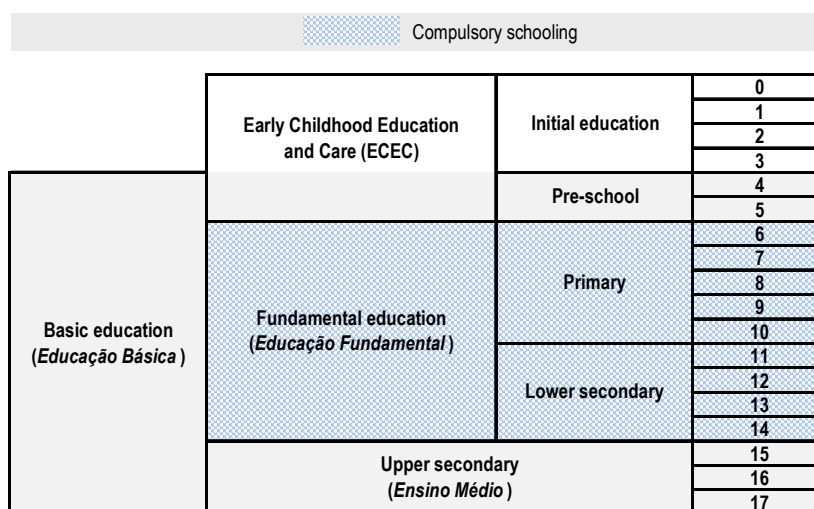 Compulsory schooling
Early Childhood Education
and Care (ECEC)
Initial education
0
1
2
3
Pre-school
4
5
Basic education
(Educação Básica)
Fundamental education
(Educação Fundamental)
Primary
6
7
8
9
10
Lower secondary
11
12
13
14
Upper secondary
(Ensino Médio)
15
16
17